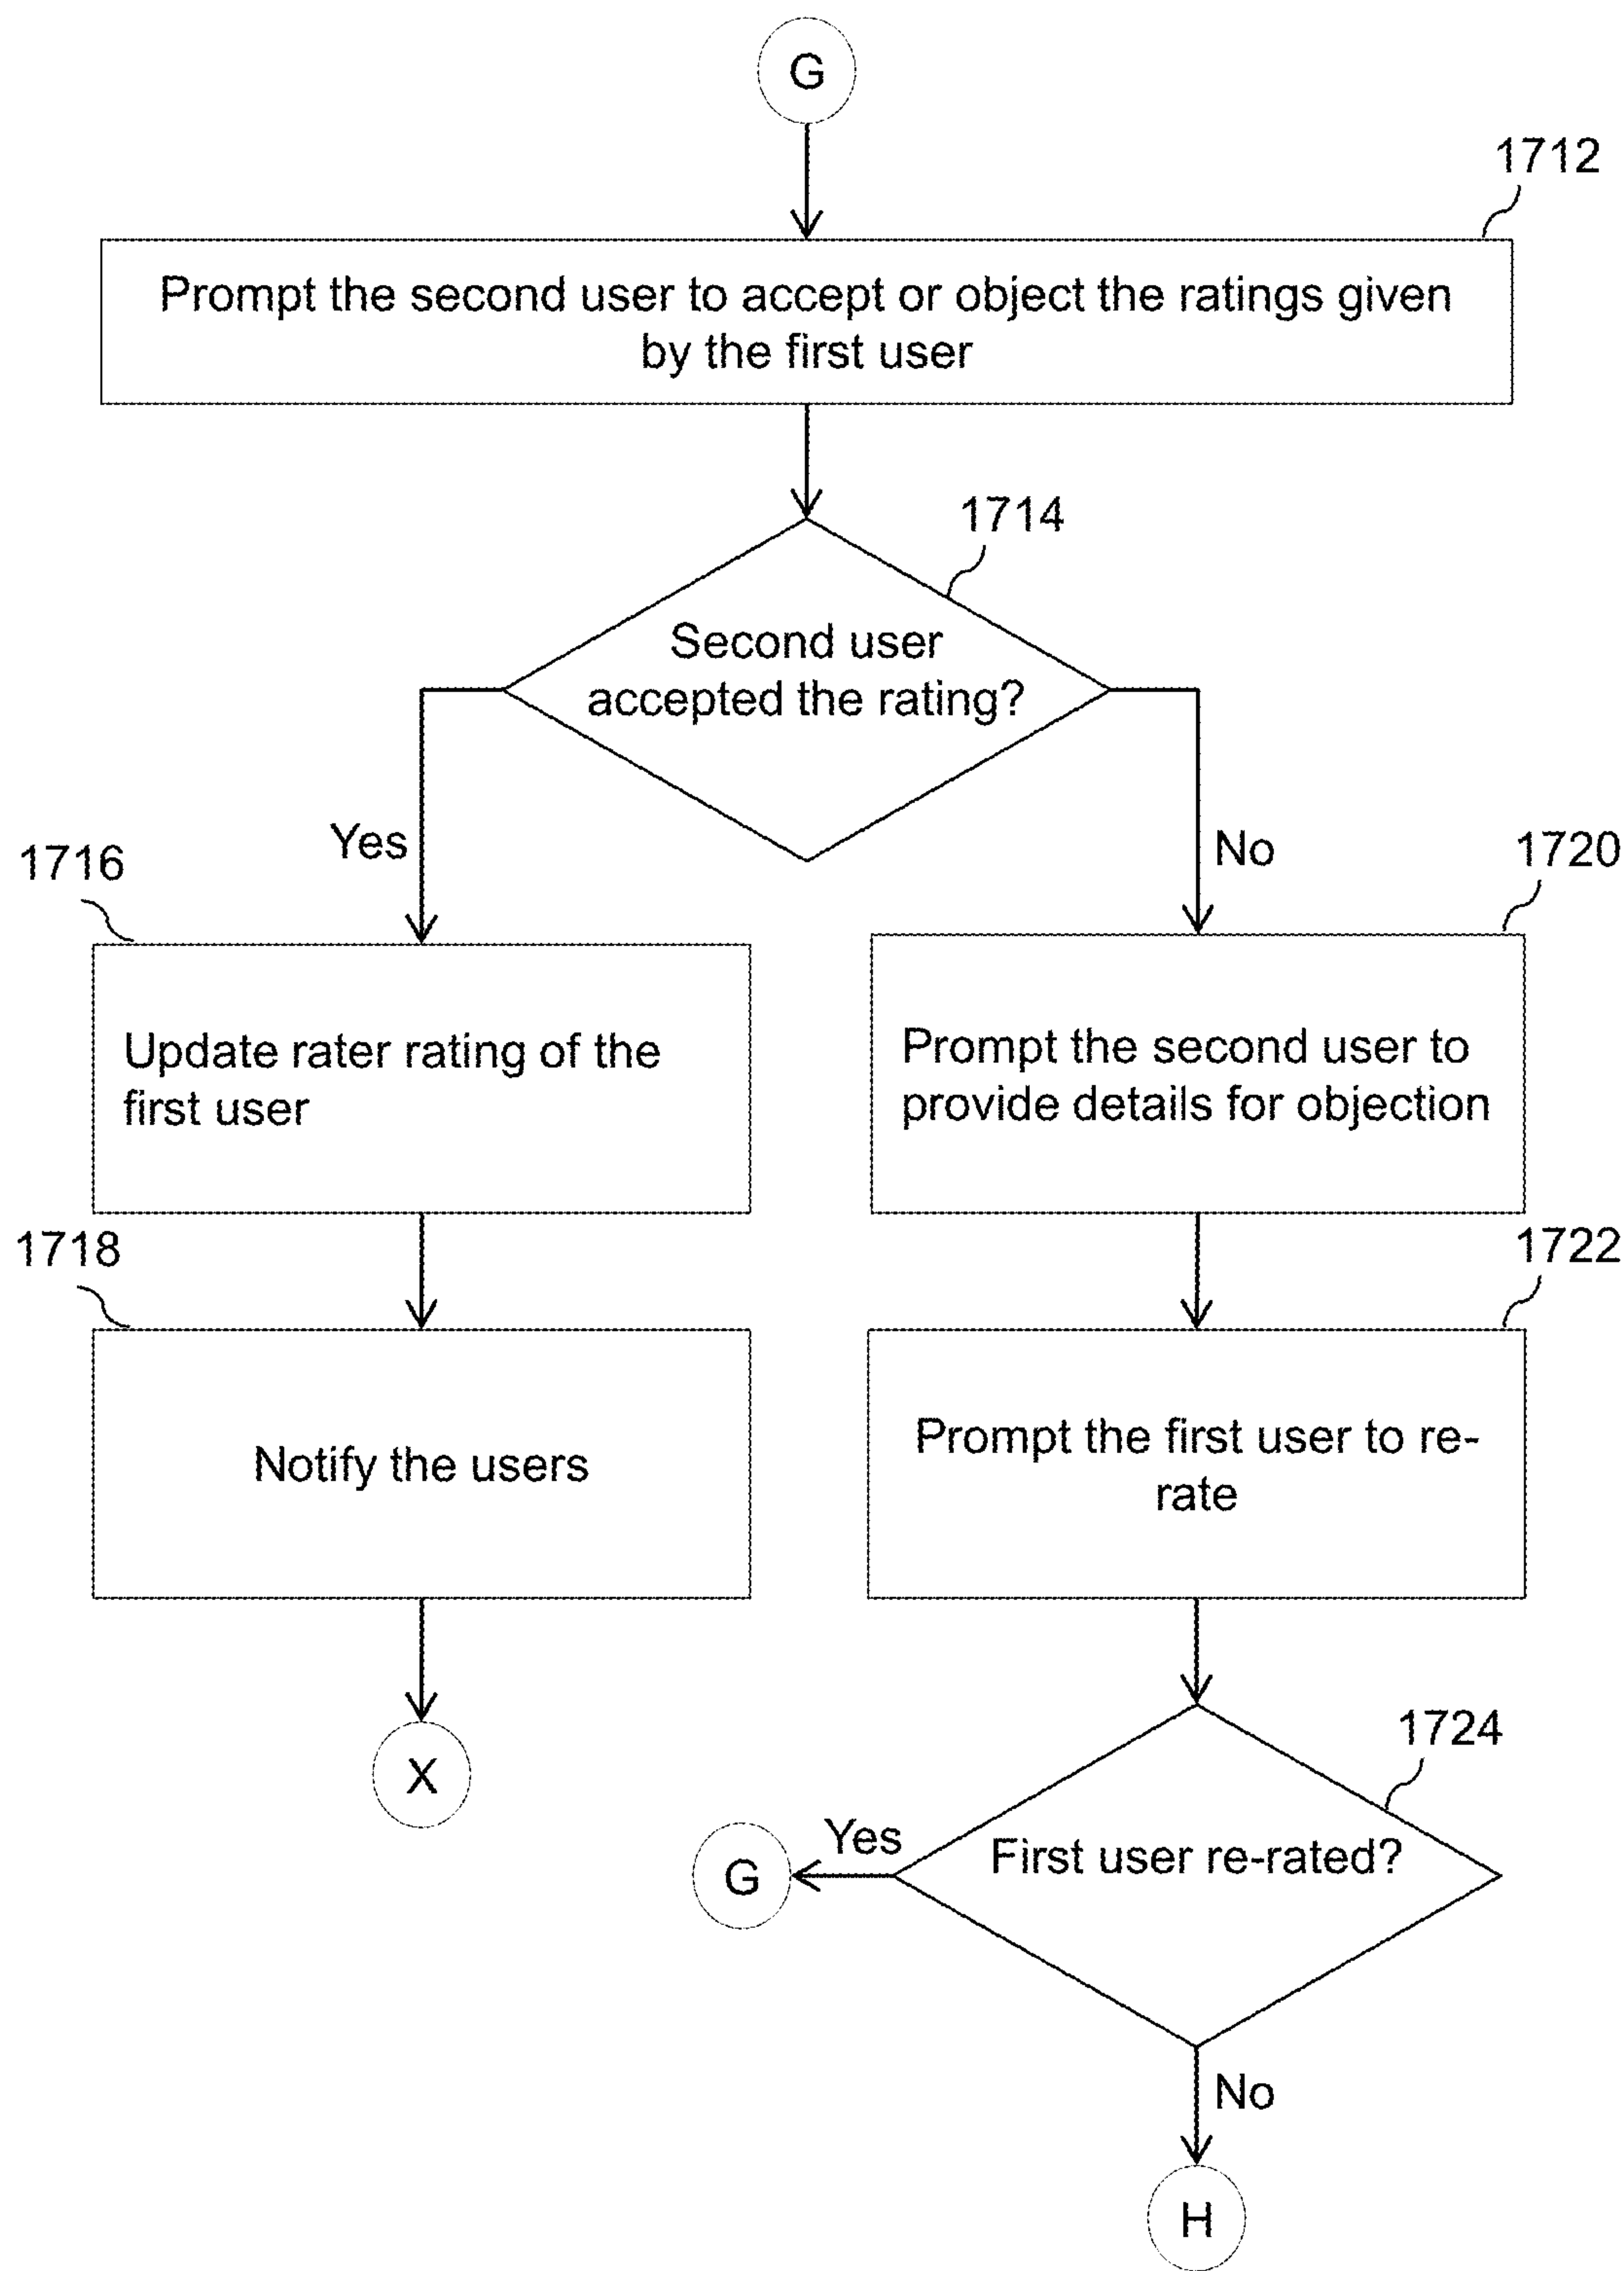 G
1712
Prompt the second user to accept or object the ratings given
by the first user
1714
Second user
accepted the rating?
Yes
No
1716
1720
Update rater rating of the
first user
Prompt the second user to
provide details for objection
1718
1722
Notify the users
Prompt the first user to re-
rate
X
1724
Yes
First user re-rated?
G
No
H